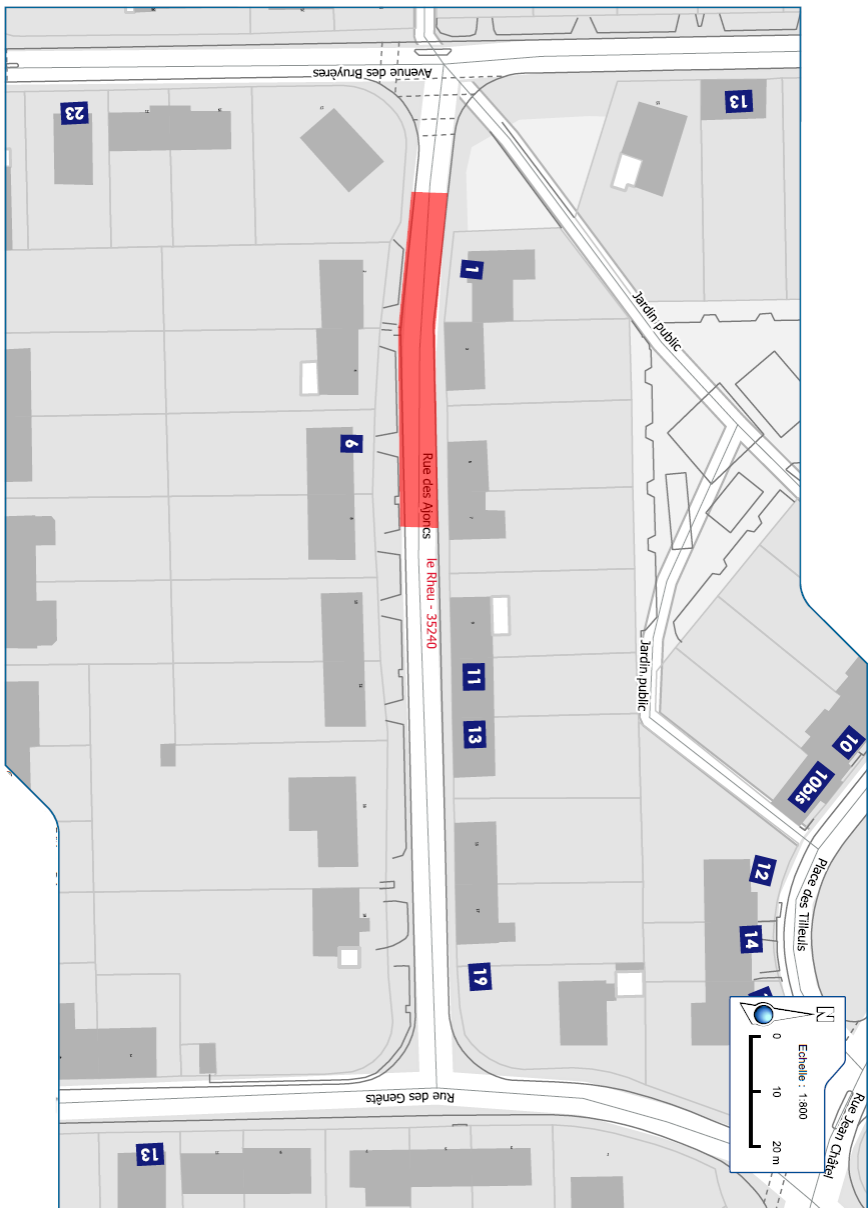 Avenue des Bruyères
23
13
1
Jardin public
6
Rue des Ajoncs
le Rheu - 35240
11
13
Jardin public
10
10bis
12
Place des Tilleuls
14
19
N
Echelle : 1:800
0
10
20 m
Rue des Genêts
Rue Jean Châtel
13